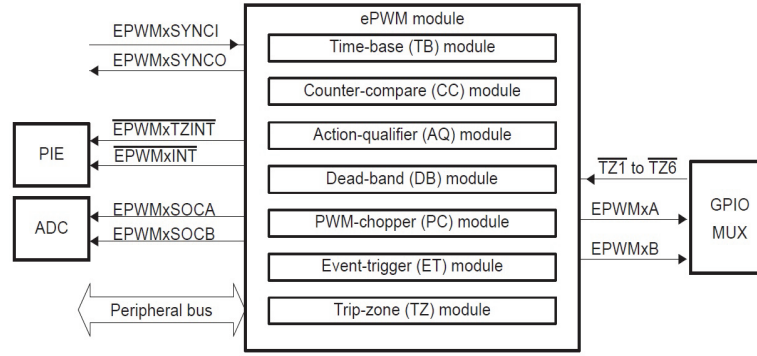 ePWM module
EPWMxSYNCI
Time-base (TB) module
EPWMxSYNCO
Counter-compare (CC) module
EPWMxTZINT
Action-qualifier (AQ) module
PIE
EPWMxINT
TZ1 to TZ6
Dead-band (DB) module
EPWMxSOCA
EPWMxA
GPIO
ADC
PWM-chopper (PC) module
MUX
EPWMxSOCB
EPWMxB
Event-trigger (ET) module
Peripheral bus
Trip-zone (TZ) module